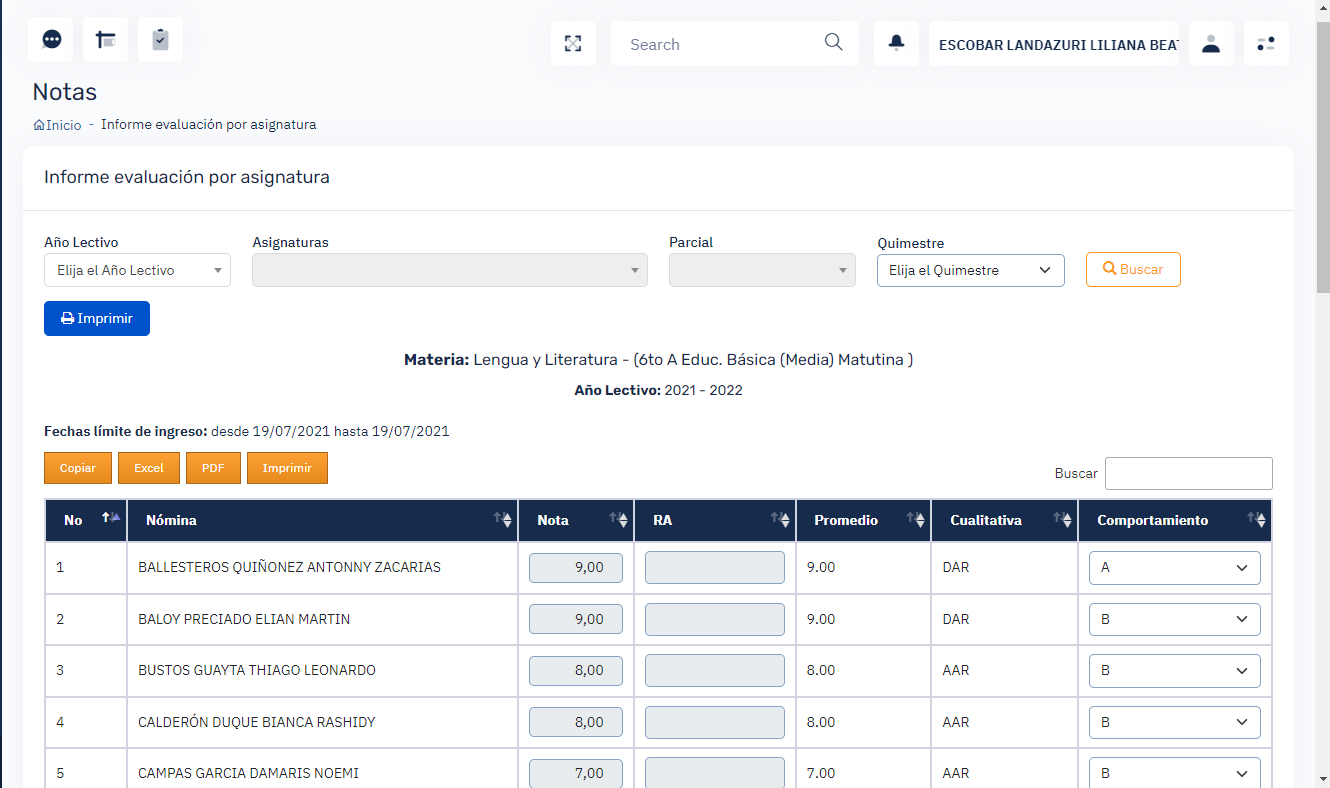 Search
ESCOBAR LANDAZURI LILIANA BEA
Notas
Inicio - Informe evaluación por asignatura
Informe evaluación por asignatura
Año Lectivo Asignaturas Parcial Quimestre
Elija el Año Lectivo Elija el Quimestre Buscar
Imprimir
Materia: Lengua y Literatura - (6to A Educ. Básica (Media) Matutina )
Año Lectivo: 2021 - 2022
Fechas límite de ingreso: desde 19/07/2021 hasta 19/07/2021
Copiar Excel PDF Imprimir Buscar
No Nómina Nota RA Promedio Cualitativa Comportamiento
1 BALLESTEROS QUIÑONEZ ANTONNY ZACARIAS 9,00 9.00 DAR A
2 BALOY PRECIADO ELIAN MARTIN 9,00 9.00 DAR B
3 BUSTOS GUAYTA THIAGO LEONARDO 8,00 8.00 AAR B
4 CALDERÓN DUQUE BIANCA RASHIDY 8,00 8.00 AAR B
5 CAMPAS GARCIA DAMARIS NOEMI 7,00 7.00 AAR B